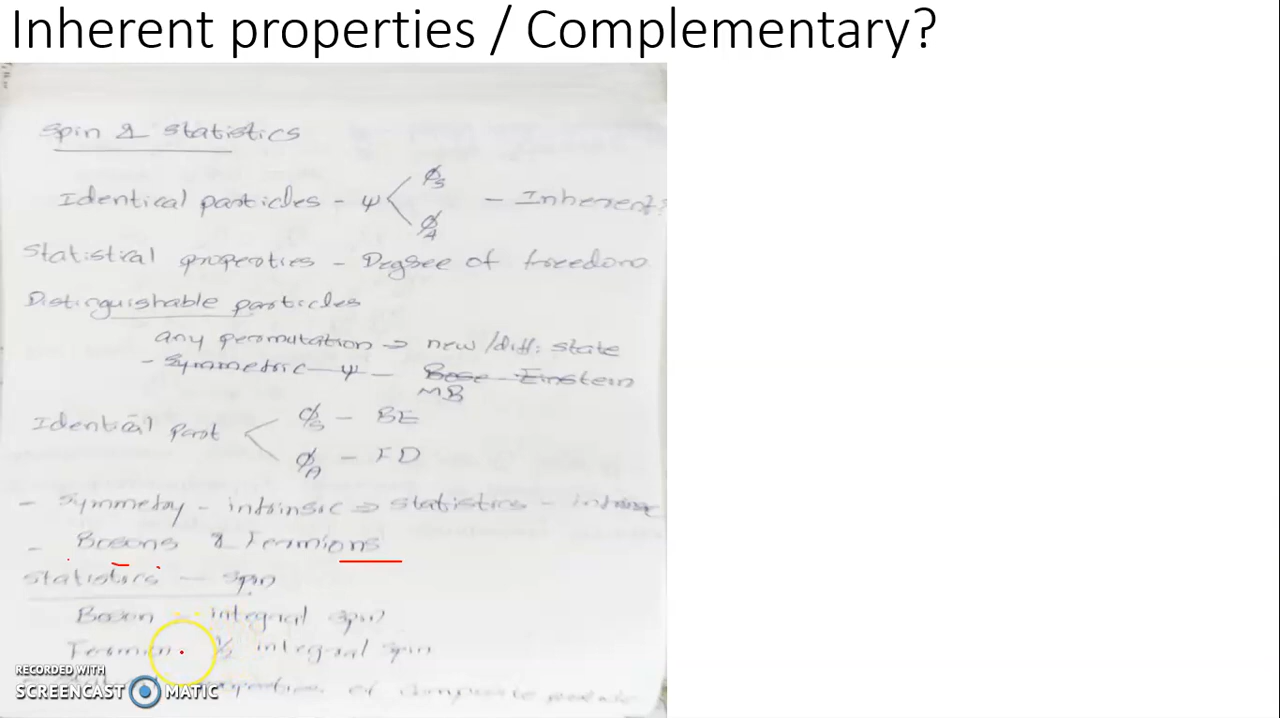 Inherent properties / Complementary?
Spin & statistics
Identical particles - ψ < ϕS - Inherent?
ϕA
Statistical properties - Degree of freedom
Distinguishable particles
any permutation ⇒ new/diff. state
- Symmetric ψ - Bose-Einstein
MB
Identical part < ϕS - BE
ϕA - FD
- Symmetry - intrinsic ⇒ statistics -
- Bosons & Fermions
Statistics - spin
Boson - integral spin
Fermion ½ integral spin
RECORDED WITH
SCREENCAST MATIC
of composite